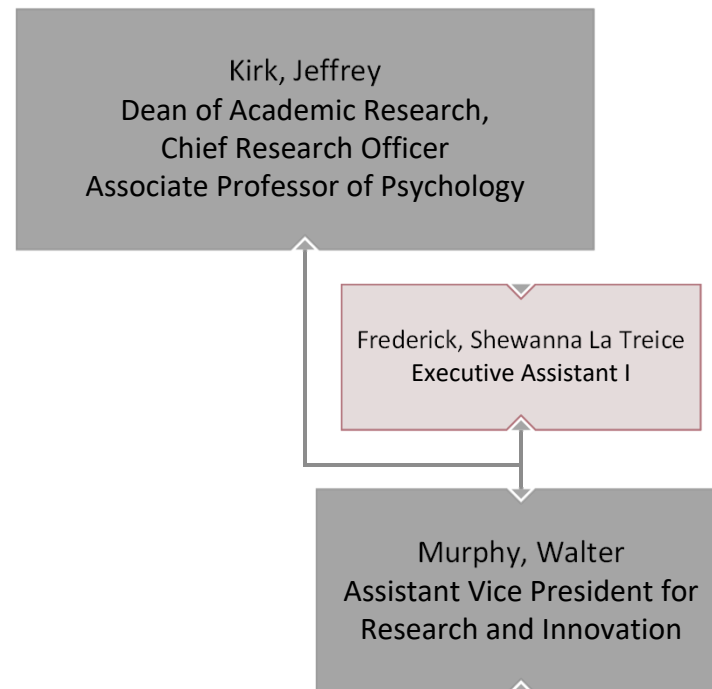 Kirk, Jeffrey
Dean of Academic Research,
Chief Research Officer
Associate Professor of Psychology
Frederick, Shewanna La Treice
Executive Assistant I
Murphy, Walter
Assistant Vice President for
Research and Innovation